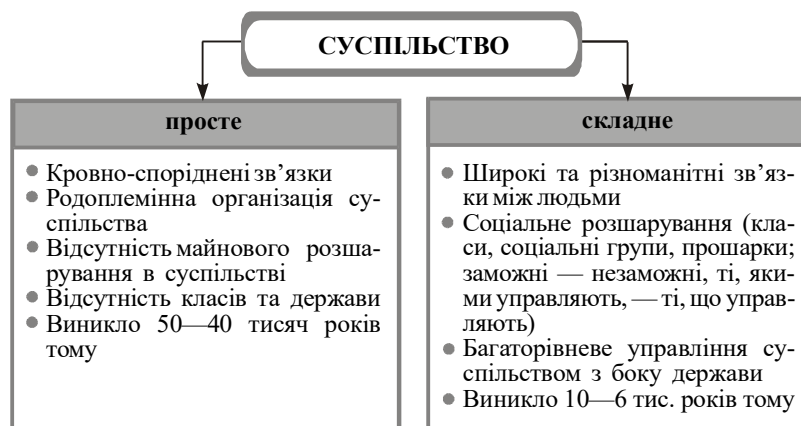 СУСПІЛЬСТВО
просте
● Кровно-споріднені зв’язки
● Родоплемінна організація су-
спільства
● Відсутність майнового розша-
рування в суспільстві
● Відсутність класів та держави
● Виникло 50—40 тисяч років
тому
складне
● Широкі та різноманітні зв’яз-
ки між людьми
● Соціальне розшарування (кла-
си, соціальні групи, прошарки;
заможні — незаможні, ті, яки-
ми управляють, — ті, що управ-
ляють)
● Багаторівневе управління су-
спільством з боку держави
● Виникло 10—6 тис. років тому